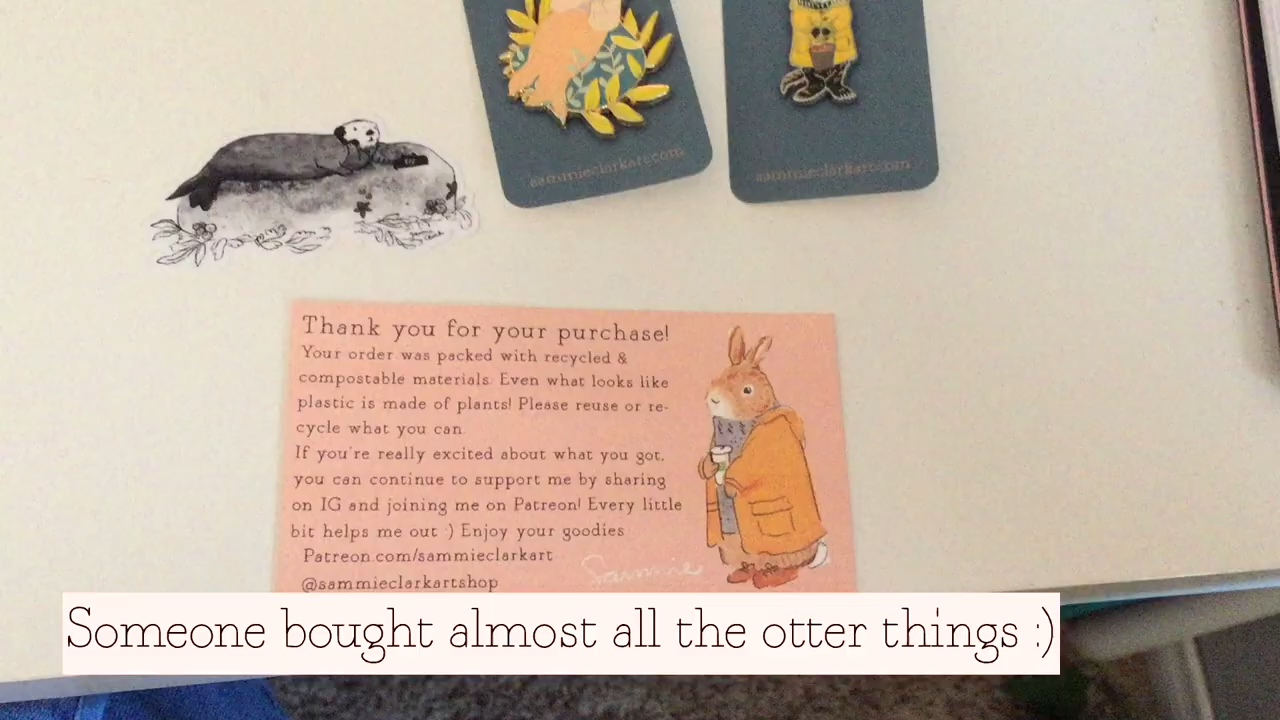 sammieclarkart.com
sammieclarkart.com
Thank you for your purchase!
Your order was packed with recycled &
compostable materials. Even what looks like
plastic is made of plants! Please reuse or re-
cycle what you can.
If you're really excited about what you got,
you can continue to support me by sharing
on IG and joining me on Patreon! Every little
bit helps me out :) Enjoy your goodies
Patreon.com/sammieclarkart
@sammieclarkartshop
Sammie
Someone bought almost all the otter things :)